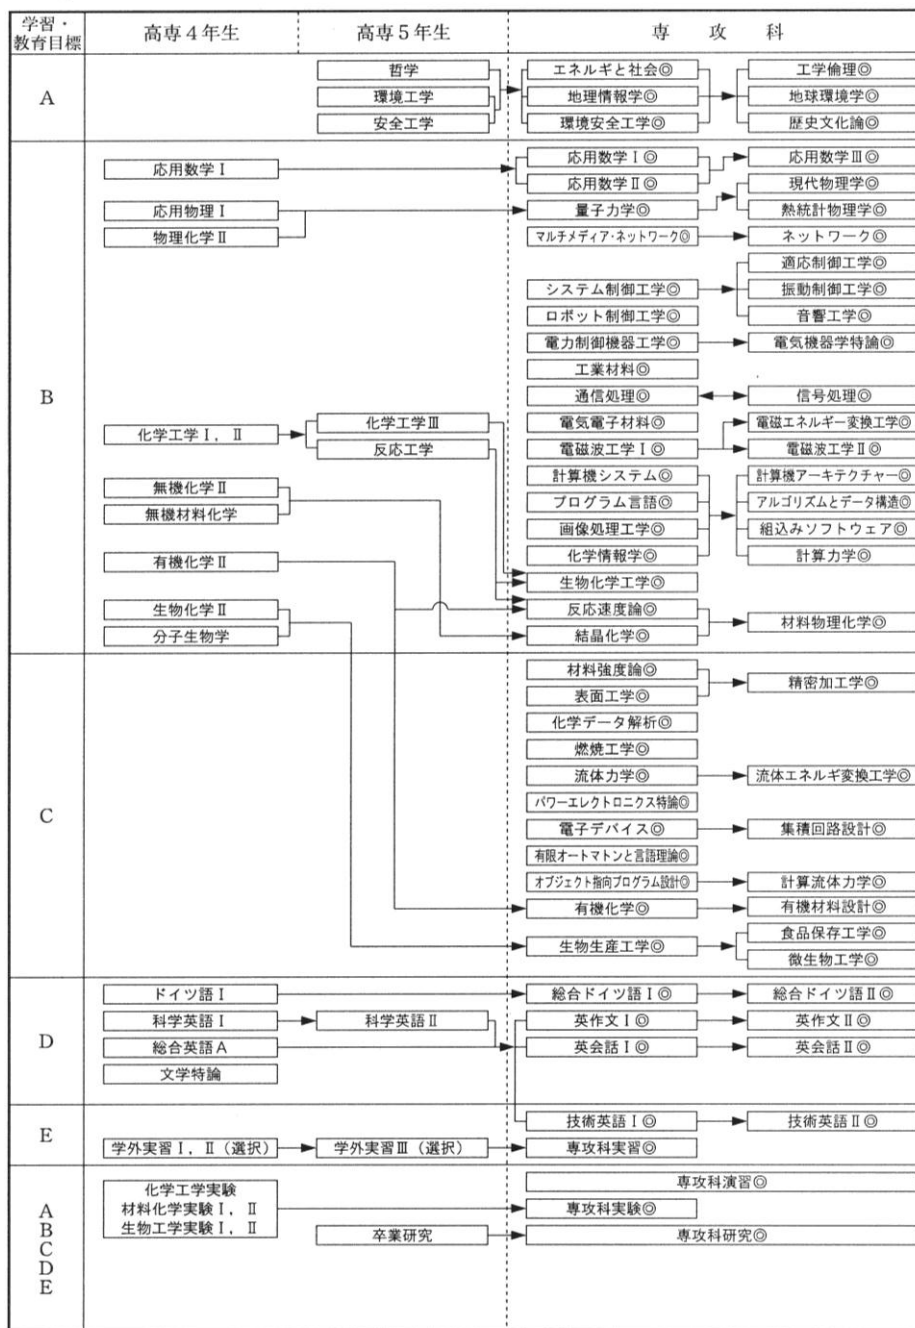 学習・
教育目標
高専４年生
高専５年生
専攻科
A
哲学
環境工学
安全工学
エネルギと社会◎
地理情報学◎
環境安全工学◎
工学倫理◎
地球環境学◎
歴史文化論◎
B
応用数学Ⅰ
応用物理Ⅰ
物理化学Ⅱ
化学工学Ⅰ，Ⅱ
無機化学Ⅱ
無機材料化学
有機化学Ⅱ
生物化学Ⅱ
分子生物学
化学工学Ⅲ
反応工学
応用数学Ⅰ◎
応用数学Ⅱ◎
量子力学◎
マルチメディア・ネットワーク◎
システム制御工学◎
ロボット制御工学◎
電力制御機器工学◎
工業材料◎
通信処理◎
電気電子材料◎
電磁波工学Ⅰ◎
計算機システム◎
プログラム言語◎
画像処理工学◎
化学情報学◎
生物化学工学◎
反応速度論◎
結晶化学◎
応用数学Ⅲ◎
現代物理学◎
熱統計物理学◎
ネットワーク◎
適応制御工学◎
振動制御工学◎
音響工学◎
電気機器学特論◎
信号処理◎
電磁エネルギー変換工学◎
電磁波工学Ⅱ◎
計算機アーキテクチャー◎
アルゴリズムとデータ構造◎
組込みソフトウェア◎
計算力学◎
材料物理化学◎
C
材料強度論◎
表面工学◎
化学データ解析◎
燃焼工学◎
流体力学◎
パワーエレクトロニクス特論◎
電子デバイス◎
有限オートマトンと言語理論◎
オブジェクト指向プログラム設計◎
有機化学◎
生物生産工学◎
精密加工学◎
流体エネルギ変換工学◎
集積回路設計◎
計算流体力学◎
有機材料設計◎
食品保存工学◎
微生物工学◎
D
ドイツ語Ⅰ
科学英語Ⅰ
総合英語A
文学特論
科学英語Ⅱ
総合ドイツ語Ⅰ◎
英作文Ⅰ◎
英会話Ⅰ◎
総合ドイツ語Ⅱ◎
英作文Ⅱ◎
英会話Ⅱ◎
E
学外実習Ⅰ，Ⅱ（選択）
学外実習Ⅲ（選択）
技術英語Ⅰ◎
専攻科実習◎
技術英語Ⅱ◎
A
B
C
D
E
化学工学実験
材料化学実験Ⅰ，Ⅱ
生物工学実験Ⅰ，Ⅱ
卒業研究
専攻科演習◎
専攻科実験◎
専攻科研究◎